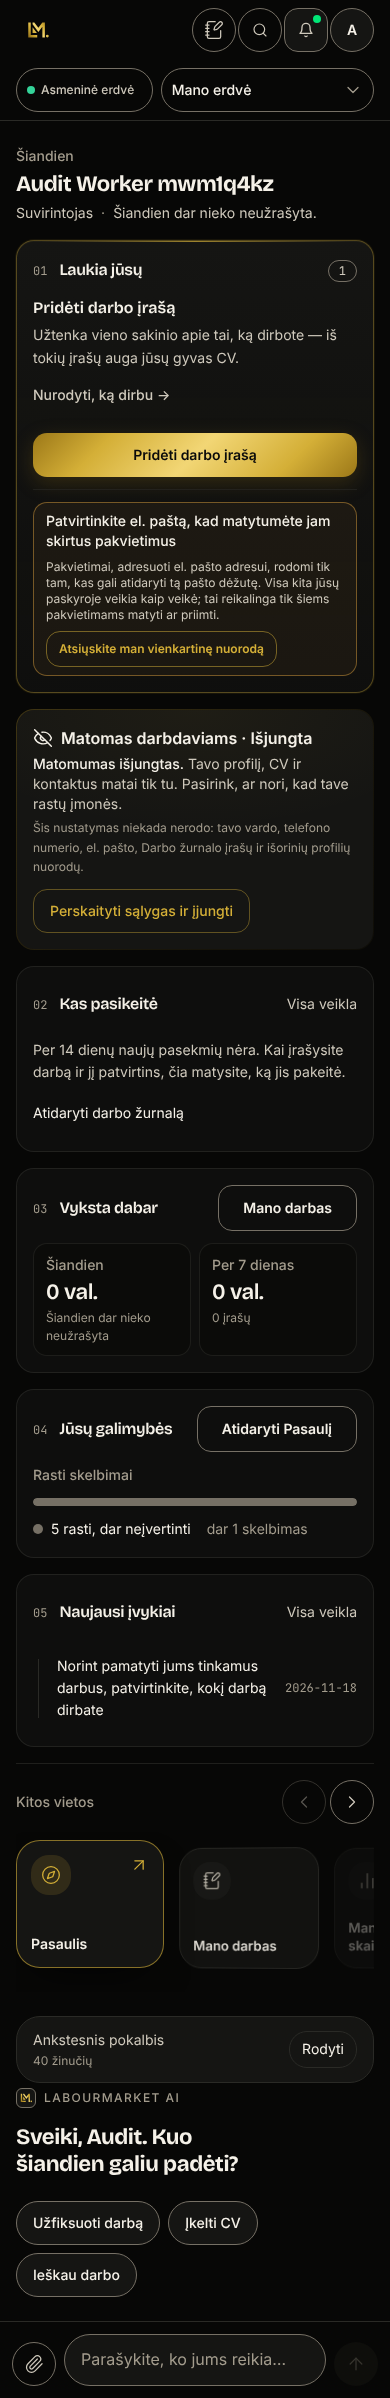 LM.
A
Asmeninė erdvė
Mano erdvė
Šiandien
Audit Worker mwm1q4kz
Suvirintojas · Šiandien dar nieko neužrašyta.
01 Laukia jūsų 1
Pridėti darbo įrašą
Užtenka vieno sakinio apie tai, ką dirbote — iš
tokių įrašų auga jūsų gyvas CV.
Nurodyti, ką dirbu →
Pridėti darbo įrašą
Patvirtinkite el. paštą, kad matytumėte jam
skirtus pakvietimus
Pakvietimai, adresuoti el. pašto adresui, rodomi tik
tam, kas gali atidaryti tą pašto dėžutę. Visa kita jūsų
paskyroje veikia kaip veikė; tai reikalinga tik šiems
pakvietimams matyti ar priimti.
Atsiųskite man vienkartinę nuorodą
Matomas darbdaviams · Išjungta
Matomumas išjungtas. Tavo profilį, CV ir
kontaktus matai tik tu. Pasirink, ar nori, kad tave
rastų įmonės.
Šis nustatymas niekada nerodo: tavo vardo, telefono
numerio, el. pašto, Darbo žurnalo įrašų ir išorinių profilių
nuorodų.
Perskaityti sąlygas ir įjungti
02 Kas pasikeitė Visa veikla
Per 14 dienų naujų pasekmių nėra. Kai įrašysite
darbą ir jį patvirtins, čia matysite, ką jis pakeitė.
Atidaryti darbo žurnalą
03 Vyksta dabar Mano darbas
Šiandien Per 7 dienas
0 val. 0 val.
Šiandien dar nieko 0 įrašų
neužrašyta
04 Jūsų galimybės Atidaryti Pasaulį
Rasti skelbimai
5 rasti, dar neįvertinti dar 1 skelbimas
05 Naujausi įvykiai Visa veikla
Norint pamatyti jums tinkamus
darbus, patvirtinkite, kokį darbą 2026-11-18
dirbate
Kitos vietos
Pasaulis
Mano darbas
Man
skai
Ankstesnis pokalbis
40 žinučių
Rodyti
LM. LABOURMARKET AI
Sveiki, Audit. Kuo
šiandien galiu padėti?
Užfiksuoti darbą Įkelti CV
Ieškau darbo
Parašykite, ko jums reikia...